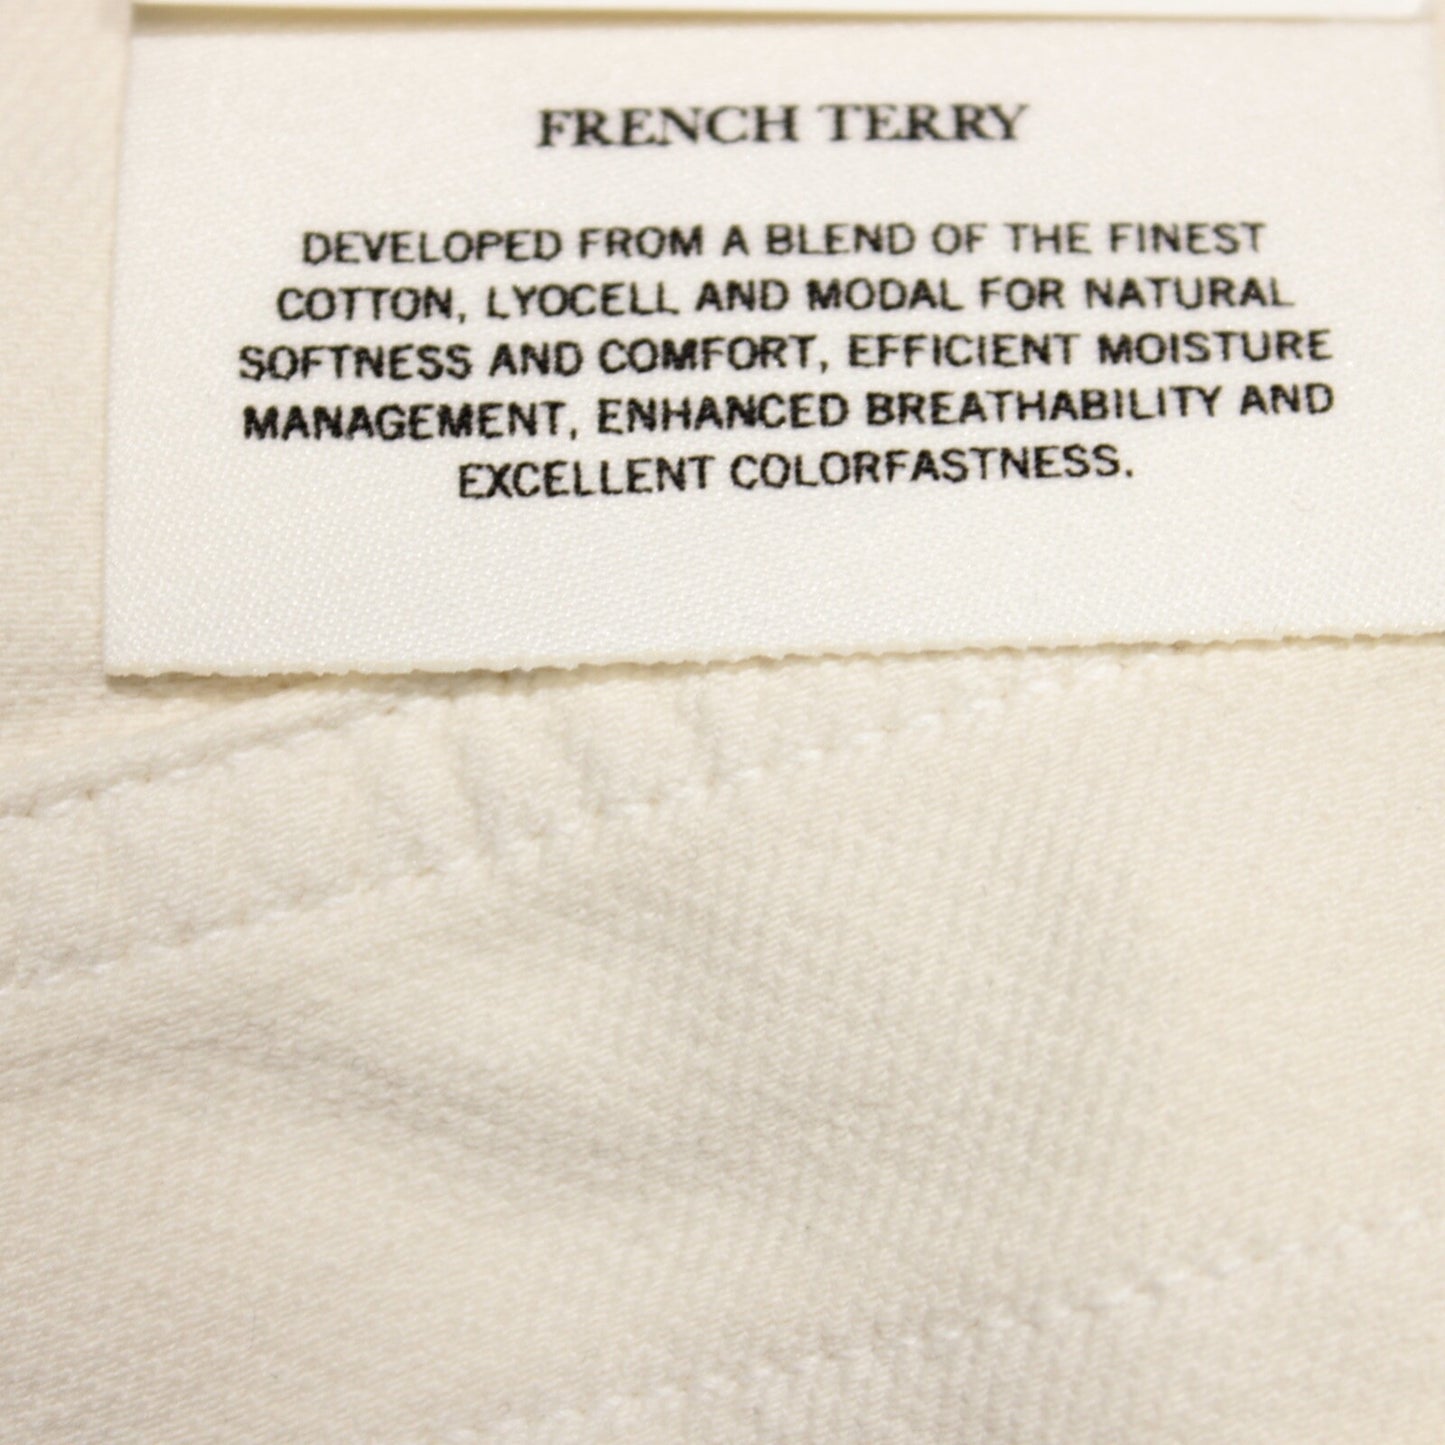 FRENCH TERRY
DEVELOPED FROM A BLEND OF THE FINEST
COTTON, LYOCELL AND MODAL FOR NATURAL
SOFTNESS AND COMFORT, EFFICIENT MOISTURE
MANAGEMENT, ENHANCED BREATHABILITY AND
EXCELLENT COLORFASTNESS.